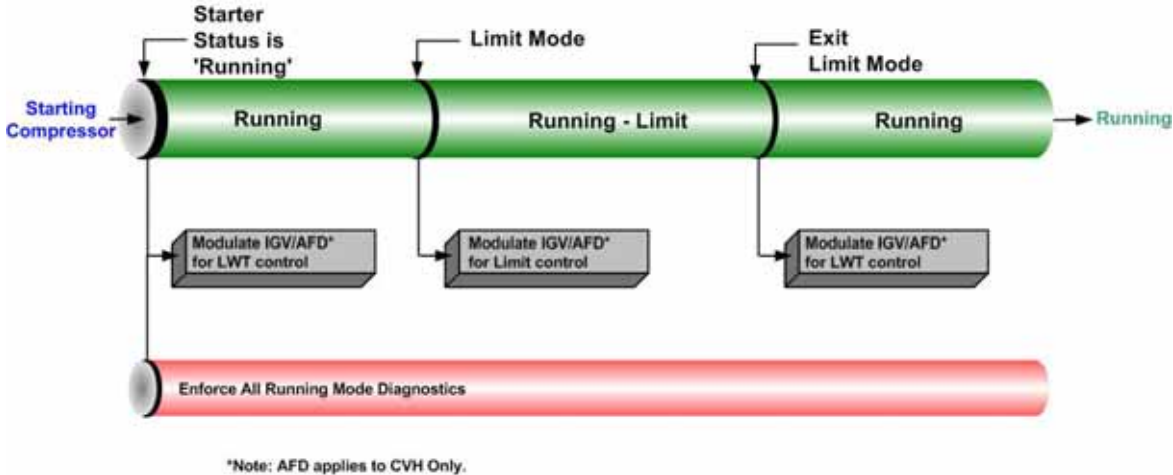 Starter
Status is
'Running'
Limit Mode
Exit
Limit Mode
Starting
Compressor
Running
Running - Limit
Running
Running
Modulate IGV/AFD*
for LWT control
Modulate IGV/AFD*
for Limit control
Modulate IGV/AFD*
for LWT control
Enforce All Running Mode Diagnostics
*Note: AFD applies to CVH Only.